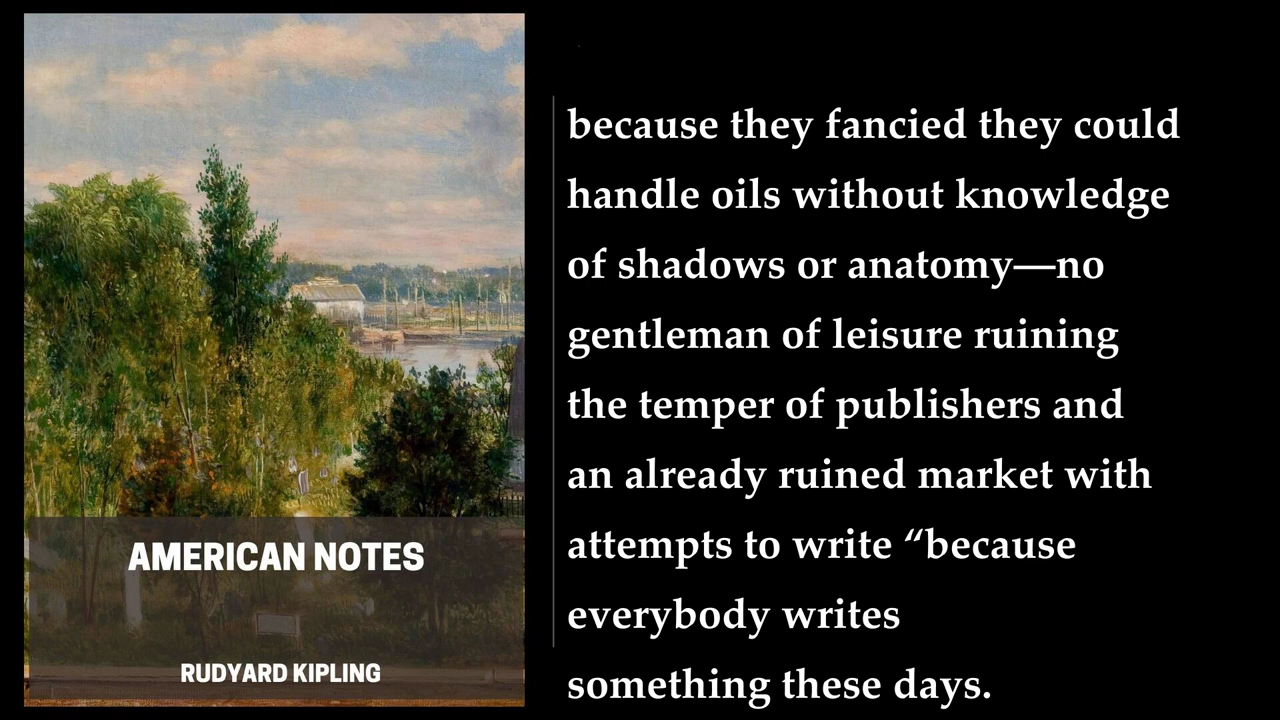 AMERICAN NOTES
RUDYARD KIPLING
because they fancied they could
handle oils without knowledge
of shadows or anatomy—no
gentleman of leisure ruining
the temper of publishers and
an already ruined market with
attempts to write “because
everybody writes
something these days.